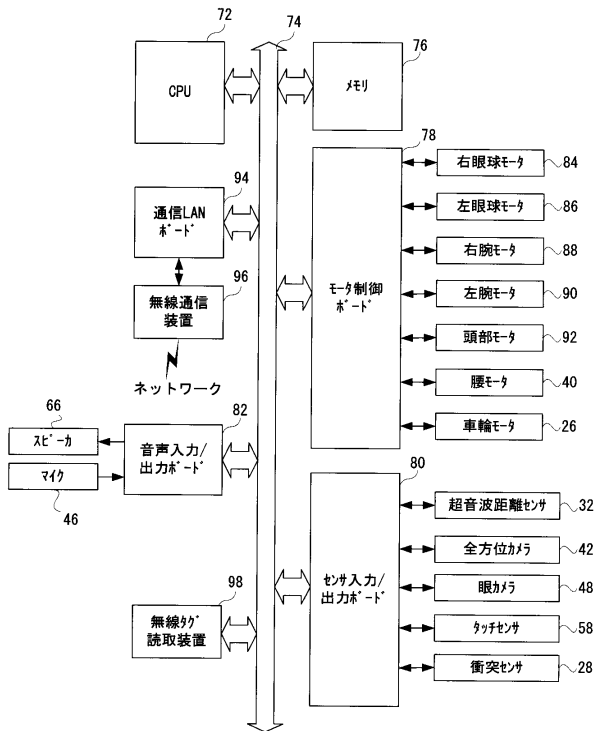 72
CPU
74
76
ﾒﾓﾘ
94
通信LAN
ﾎﾞｰﾄﾞ
96
無線通信
装置
ネットワーク
66
ｽﾋﾟｰｶ
ﾏｲｸ
46
82
音声入力/
出力ﾎﾞｰﾄﾞ
98
無線ﾀｸﾞ
読取装置
78
ﾓｰﾀ制御
ﾎﾞｰﾄﾞ
右眼球ﾓｰﾀ 84
左眼球ﾓｰﾀ 86
右腕ﾓｰﾀ 88
左腕ﾓｰﾀ 90
頭部ﾓｰﾀ 92
腰ﾓｰﾀ 40
車輪ﾓｰﾀ 26
80
ｾﾝｻ入力/
出力ﾎﾞｰﾄﾞ
超音波距離ｾﾝｻ 32
全方位ｶﾒﾗ 42
眼ｶﾒﾗ 48
ﾀｯﾁｾﾝｻ 58
衝突ｾﾝｻ 28